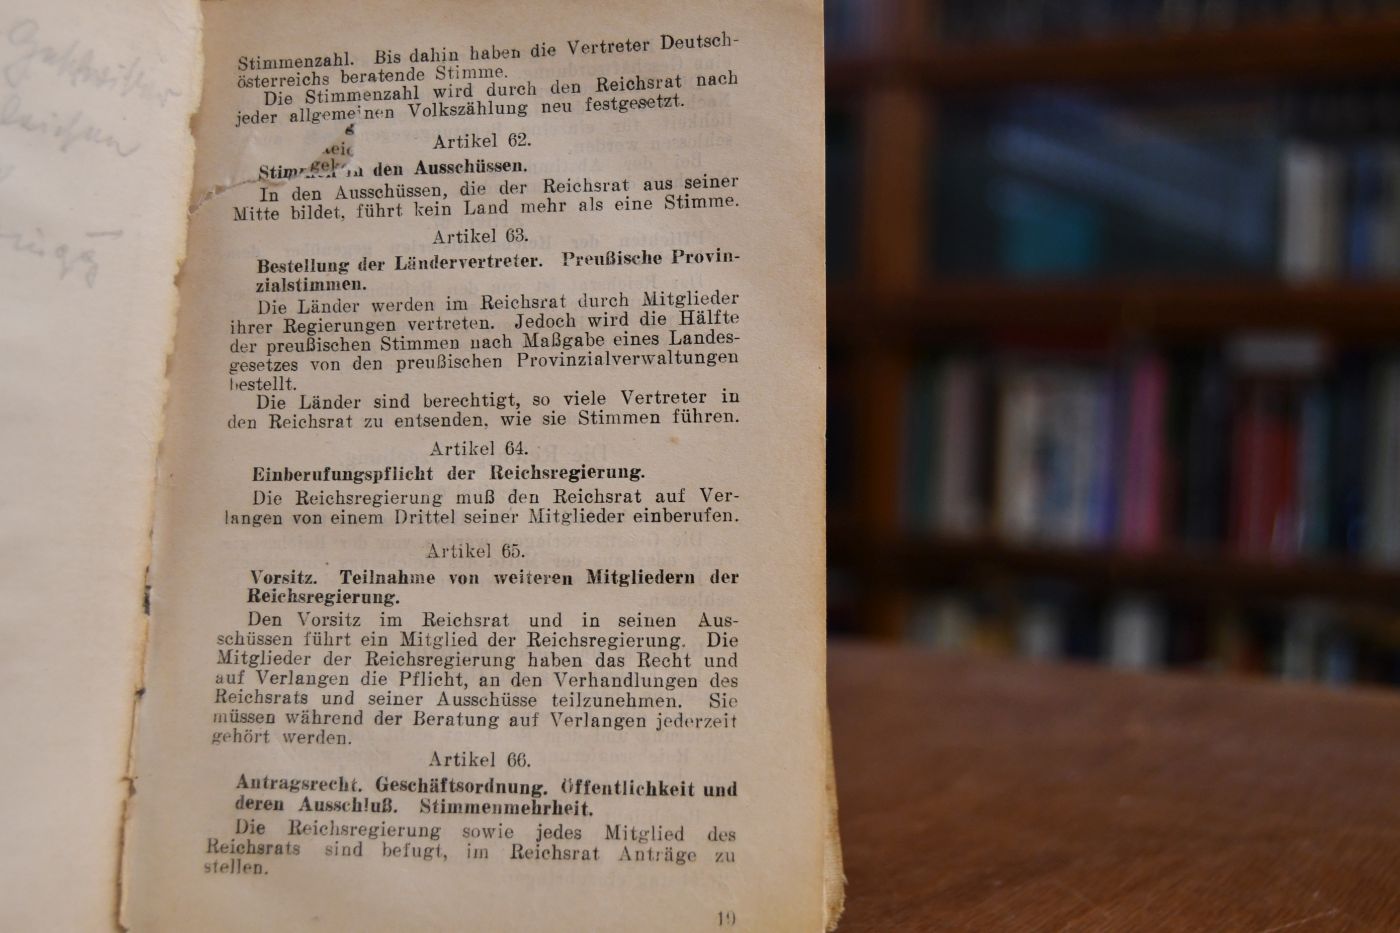 Stimmenzahl. Bis dahin haben die Vertreter Deutsch-
österreichs beratende Stimme.
Die Stimmenzahl wird durch den Reichsrat nach
jeder allgemeinen Volkszählung neu festgesetzt.
Artikel 62.
den Ausschüssen.
In den Ausschüssen, die der Reichsrat aus seiner
Mitte bildet, führt kein Land mehr als eine Stimme.
Artikel 63.
Bestellung der Ländervertreter. Preußische Provin-
zialstimmen.
Die Länder werden im Reichsrat durch Mitglieder
ihrer Regierungen vertreten. Jedoch wird die Hälfte
der preußischen Stimmen nach Maßgabe eines Landes-
gesetzes von den preußischen Provinzialverwaltungen
bestellt.
Die Länder sind berechtigt, so viele Vertreter in
den Reichsrat zu entsenden, wie sie Stimmen führen.
Artikel 64.
Einberufungspflicht der Reichsregierung.
Die Reichsregierung muß den Reichsrat auf Ver-
langen von einem Drittel seiner Mitglieder einberufen.
Artikel 65.
Vorsitz. Teilnahme von weiteren Mitgliedern der
Reichsregierung.
Den Vorsitz im Reichsrat und in seinen Aus-
schüssen führt ein Mitglied der Reichsregierung. Die
Mitglieder der Reichsregierung haben das Recht und
auf Verlangen die Pflicht, an den Verhandlungen des
Reichsrats und seiner Ausschüsse teilzunehmen. Sie
müssen während der Beratung auf Verlangen jederzeit
gehört werden.
Artikel 66.
Antragsrecht. Geschäftsordnung. Öffentlichkeit und
deren Ausschluß. Stimmenmehrheit.
Die Reichsregierung sowie jedes Mitglied des
Reichsrats sind befugt, im Reichsrat Anträge zu
stellen.
19